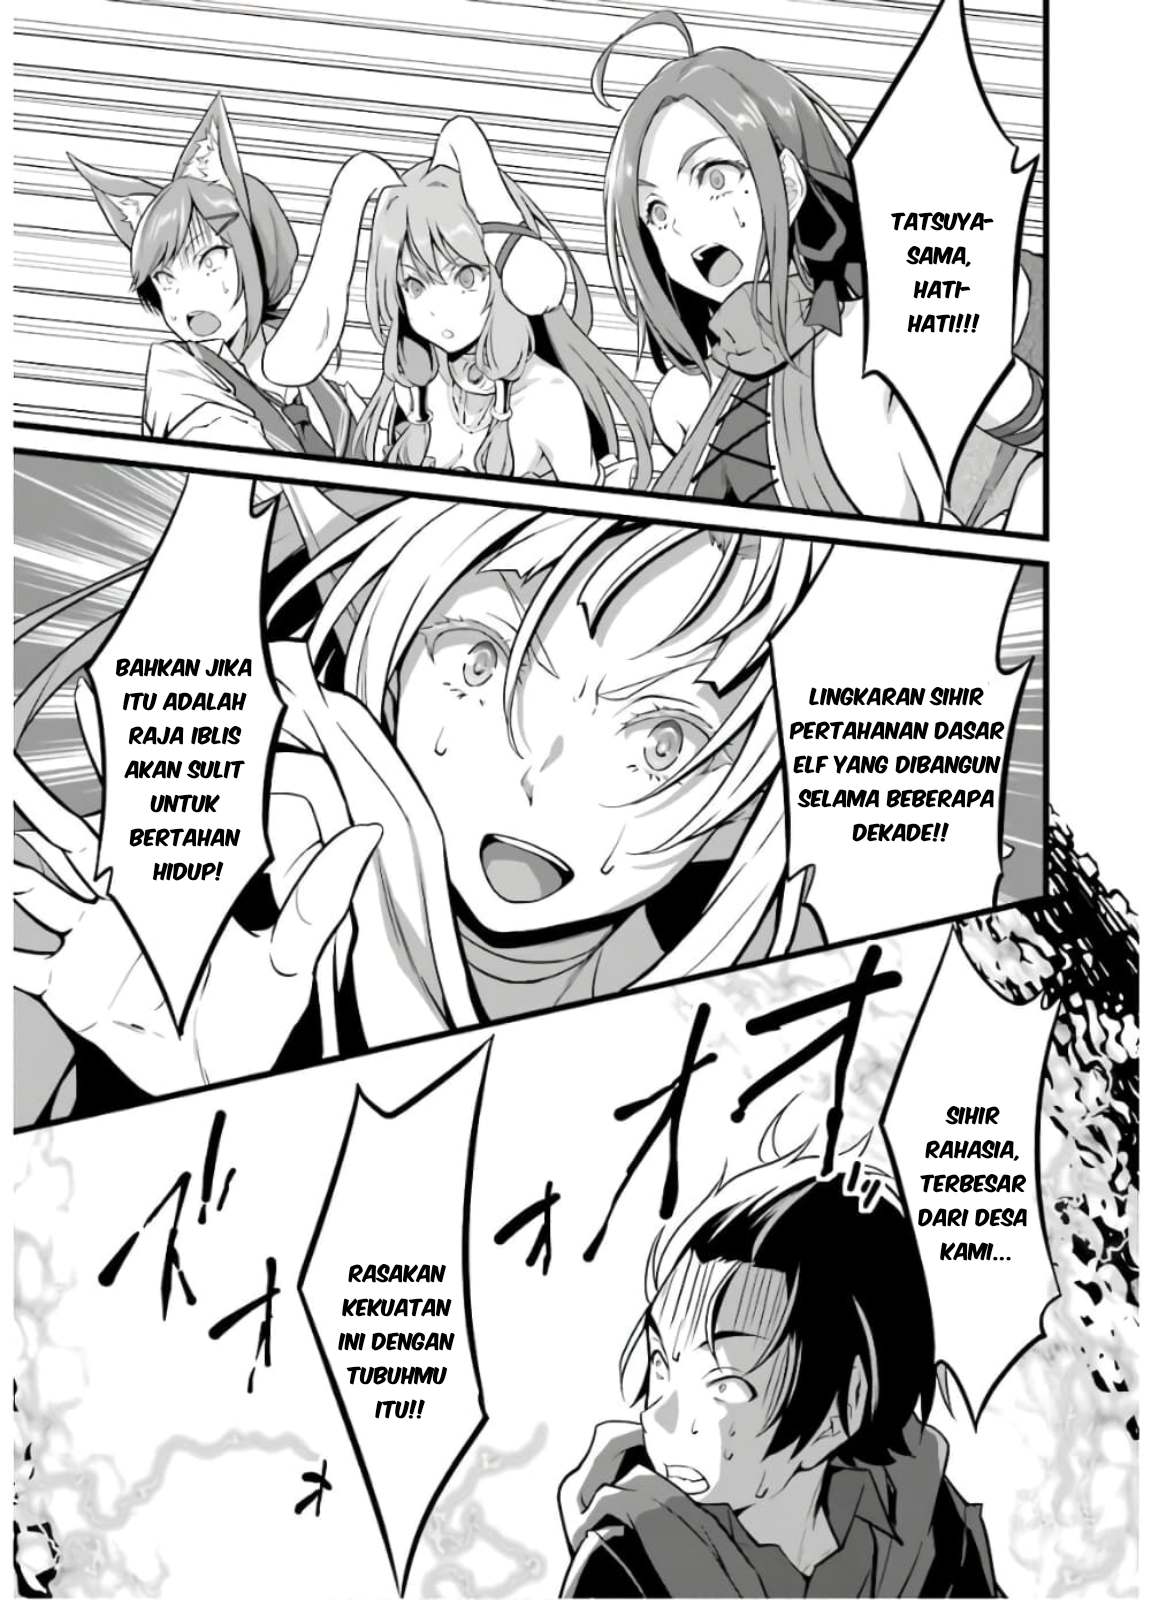 TATSUYA-
SAMA,
HATI-
HATI!!!
LINGKARAN SIHIR
PERTAHANAN DASAR
ELF YANG DIBANGUN
SELAMA BEBERAPA
DEKADE!!
BAHKAN JIKA
ITU ADALAH
RAJA IBLIS
AKAN SULIT
UNTUK
BERTAHAN
HIDUP!
SIHIR
RAHASIA,
TERBESAR
DARI DESA
KAMI...
オオオオズズ
RASAKAN
KEKUATAN
INI DENGAN
TUBUHMU
ITU!!